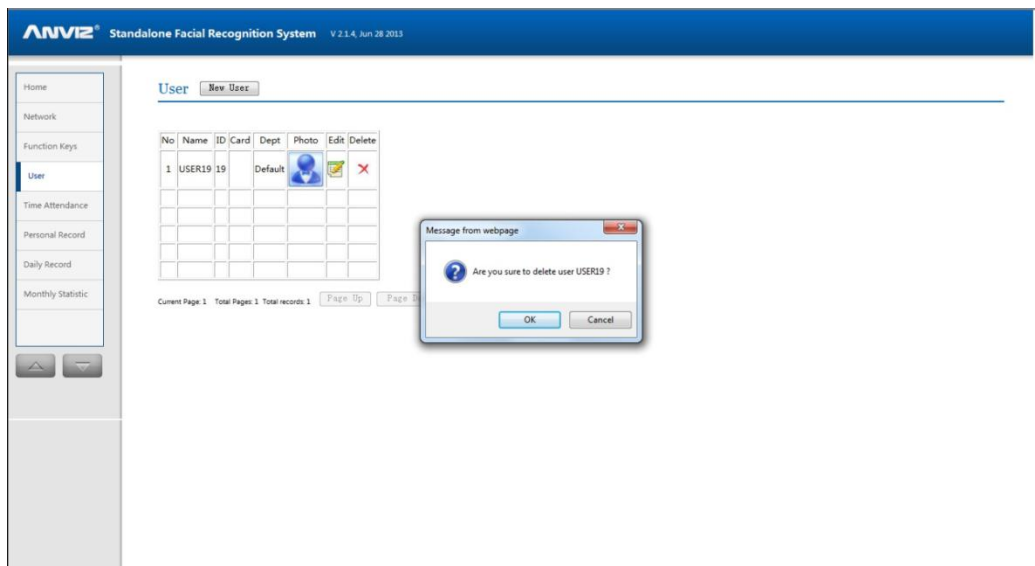 ANVIZ® Standalone Facial Recognition System V 2.1.4, Jun 28 2013
Home
Network
Function Keys
User
Time Attendance
Personal Record
Daily Record
Monthly Statistic
User New User
No Name ID Card Dept Photo Edit Delete
1 USER19 19 Default
Current Page: 1 Total Pages: 1 Total records: 1 Page Up Page D
Message from webpage
Are you sure to delete user USER19 ?
OK Cancel